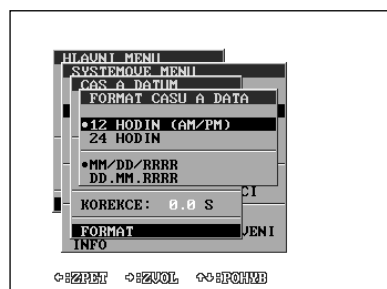 HLAVNI MENU
SYSTEMOVE MENU
CAS A DATUM
FORMAT CASU A DATA
•12 HODIN (AM/PM)
24 HODIN
•MM/DD/RRRR
DD.MM.RRRR
CI
KOREKCE: 0.0 S
FORMAT
VENI
INFO
:ZPET :ZVOL :POHYB